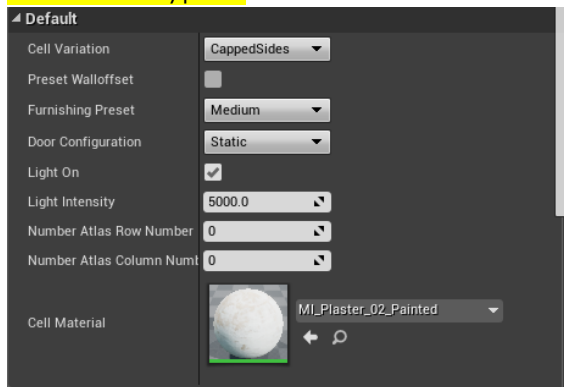 Default
Cell Variation CappedSides
Preset Walloffset
Furnishing Preset Medium
Door Configuration Static
Light On
Light Intensity 5000.0
Number Atlas Row Number 0
Number Atlas Column Numb 0
Cell Material MI_Plaster_02_Painted